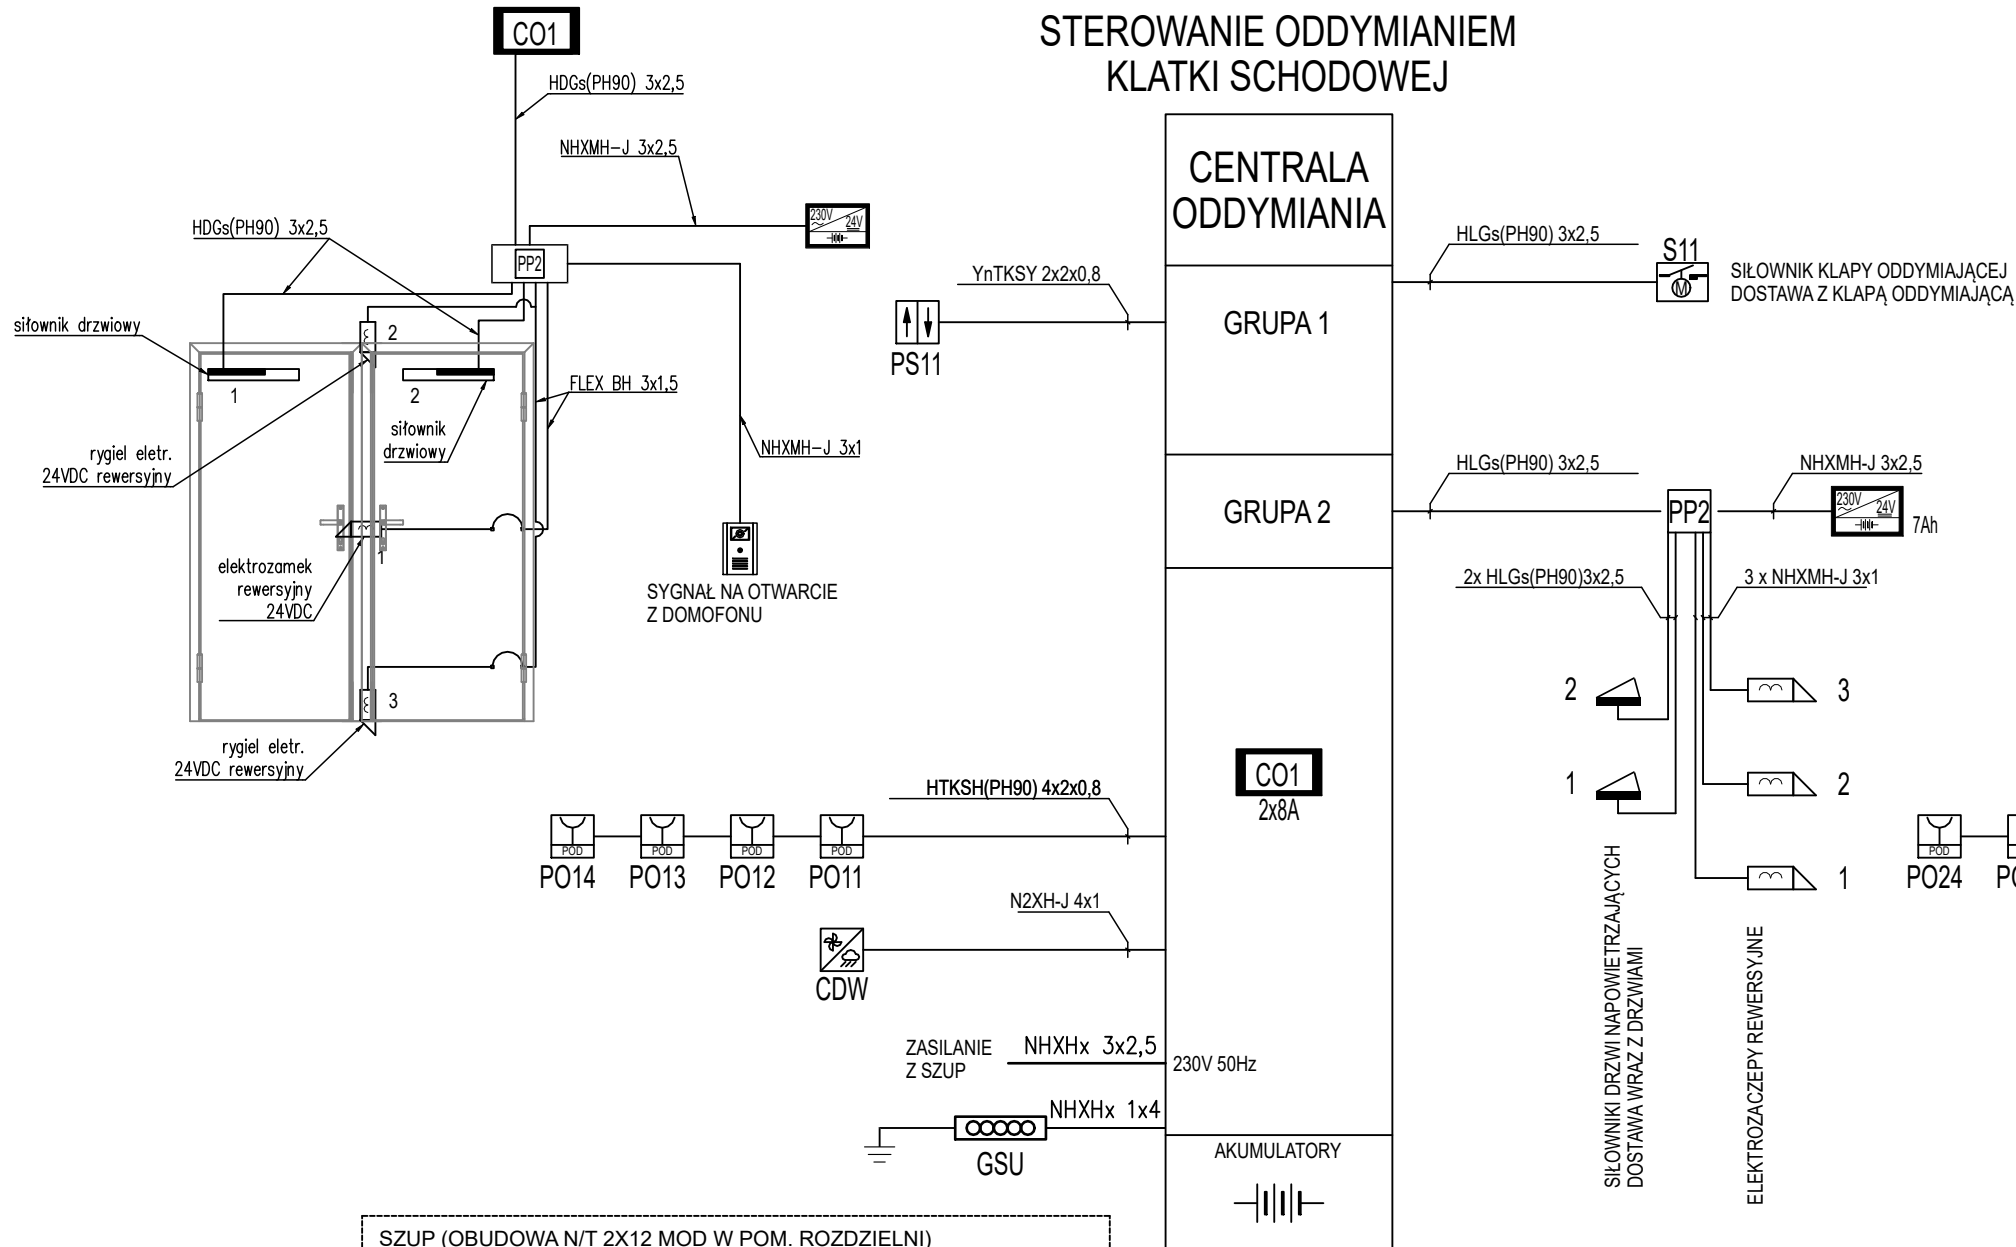 STEROWANIE ODDYMIANIEM
KLATKI SCHODOWEJ
CO1
HDGs(PH90) 3x2,5
NHXMH-J 3x2,5
230V
24V
HDGs(PH90) 3x2,5
PP2
siłownik drzwiowy
2
1
2
siłownik
drzwiowy
FLEX BH 3x1,5
rygiel eletr.
24VDC rewersyjny
NHXMH-J 3x1
1
elektrozamek
rewersyjny
24VDC
SYGNAŁ NA OTWARCIE
Z DOMOFONU
3
rygiel eletr.
24VDC rewersyjny
CENTRALA
ODDYMIANIA
YnTKSY 2x2x0,8
PS11
GRUPA 1
HLGs(PH90) 3x2,5
S11
M
SIŁOWNIK KLAPY ODDYMIAJĄCEJ
DOSTAWA Z KLAPĄ ODDYMIAJĄCĄ
GRUPA 2
HLGs(PH90) 3x2,5
PP2
NHXMH-J 3x2,5
230V
24V
7Ah
2x HLGs(PH90)3x2,5
3 x NHXMH-J 3x1
2
3
1
2
1
SIŁOWNIKI DRZWI NAPOWIETRZAJĄCYCH
DOSTAWA WRAZ Z DRZWIAMI
ELEKTROZACZEPY REWERSYJNE
POD
PO24
CO1
2x8A
HTKSH(PH90) 4x2x0,8
POD
POD
POD
POD
PO14
PO13
PO12
PO11
N2XH-J 4x1
CDW
ZASILANIE
Z SZUP
NHXHx 3x2,5
230V 50Hz
NHXHx 1x4
GSU
AKUMULATORY
SZUP (OBUDOWA N/T 2X12 MOD W POM. ROZDZIELNI)